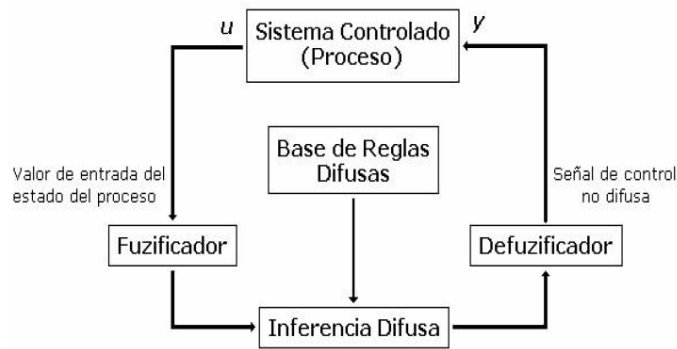 u
Sistema Controlado
(Proceso)
y
Base de Reglas
Difusas
Valor de entrada del
estado del proceso
Señal de control
no difusa
Fuzificador
Defuzificador
Inferencia Difusa